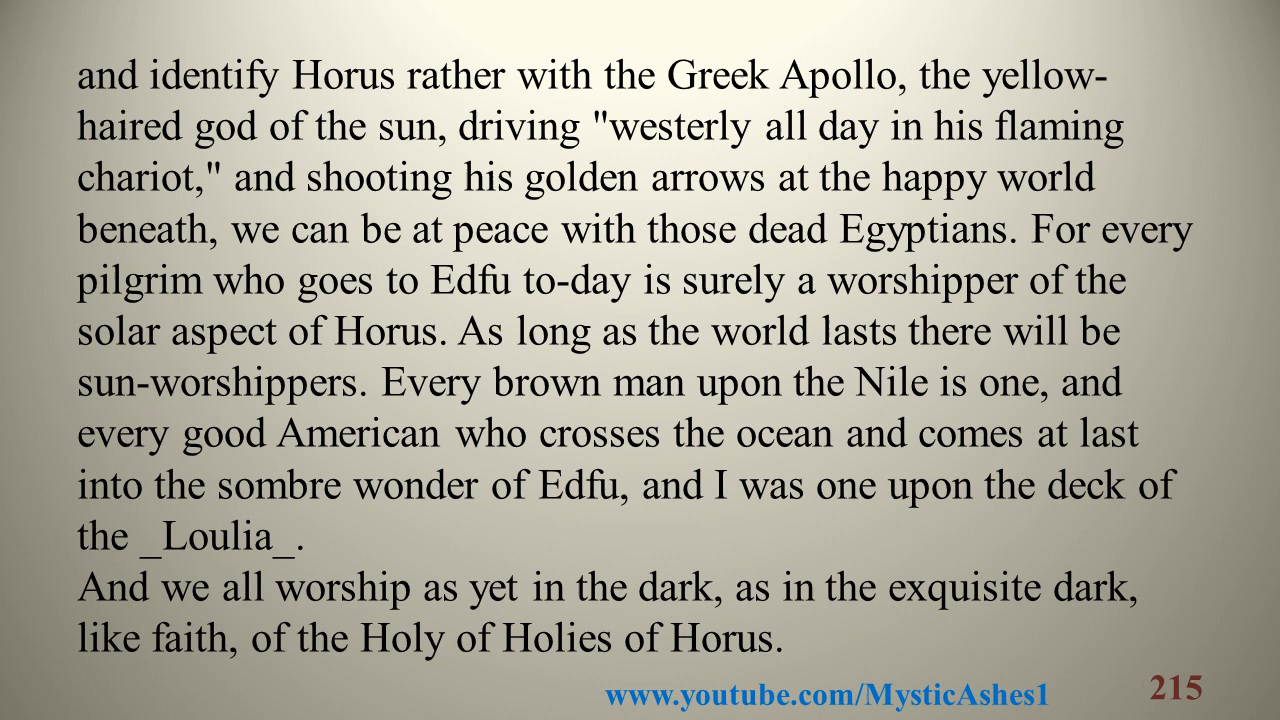 and identify Horus rather with the Greek Apollo, the yellow-
haired god of the sun, driving "westerly all day in his flaming
chariot," and shooting his golden arrows at the happy world
beneath, we can be at peace with those dead Egyptians. For every
pilgrim who goes to Edfu to-day is surely a worshipper of the
solar aspect of Horus. As long as the world lasts there will be
sun-worshippers. Every brown man upon the Nile is one, and
every good American who crosses the ocean and comes at last
into the sombre wonder of Edfu, and I was one upon the deck of
the _Loulia_.
And we all worship as yet in the dark, as in the exquisite dark,
like faith, of the Holy of Holies of Horus.
www.youtube.com/MysticAshes1
215